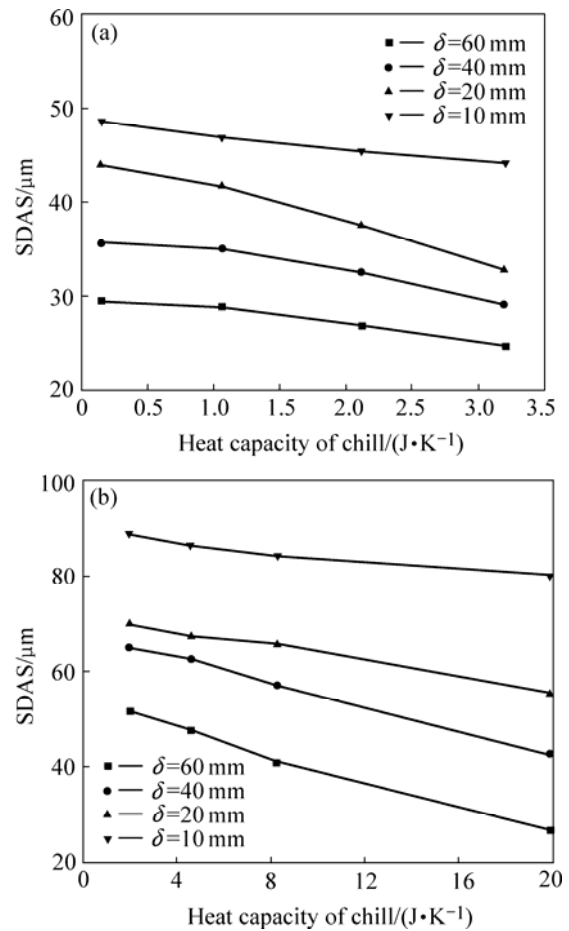 (a)
δ=60 mm
δ=40 mm
δ=20 mm
δ=10 mm
60
50
40
30
20
SDAS/μm
0 0.5 1.0 1.5 2.0 2.5 3.0 3.5
Heat capacity of chill/(J•K⁻¹)
(b)
100
80
60
40
20
SDAS/μm
δ=60 mm
δ=40 mm
δ=20 mm
δ=10 mm
0 4 8 12 16 20
Heat capacity of chill/(J•K⁻¹)